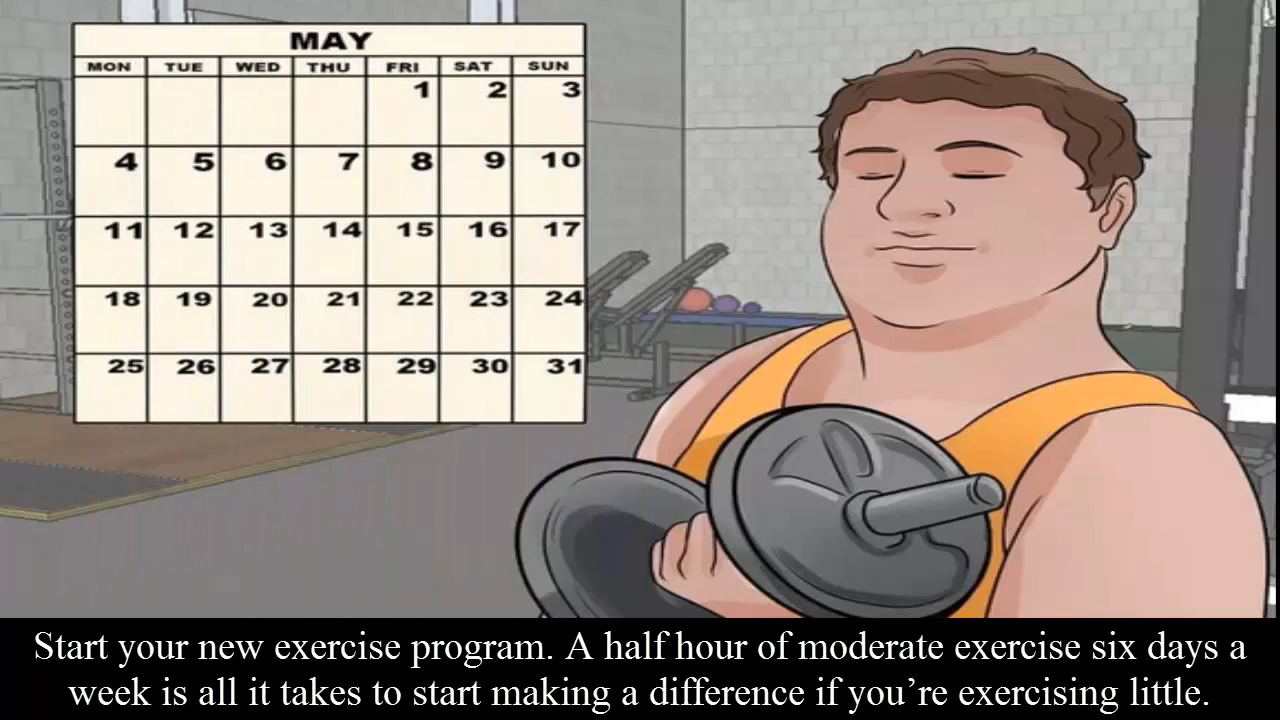 MAY
MON TUE WED THU FRI SAT SUN
1 2 3
4 5 6 7 8 9 10
11 12 13 14 15 16 17
18 19 20 21 22 23 24
25 26 27 28 29 30 31
Start your new exercise program. A half hour of moderate exercise six days a
week is all it takes to start making a difference if you’re exercising little.